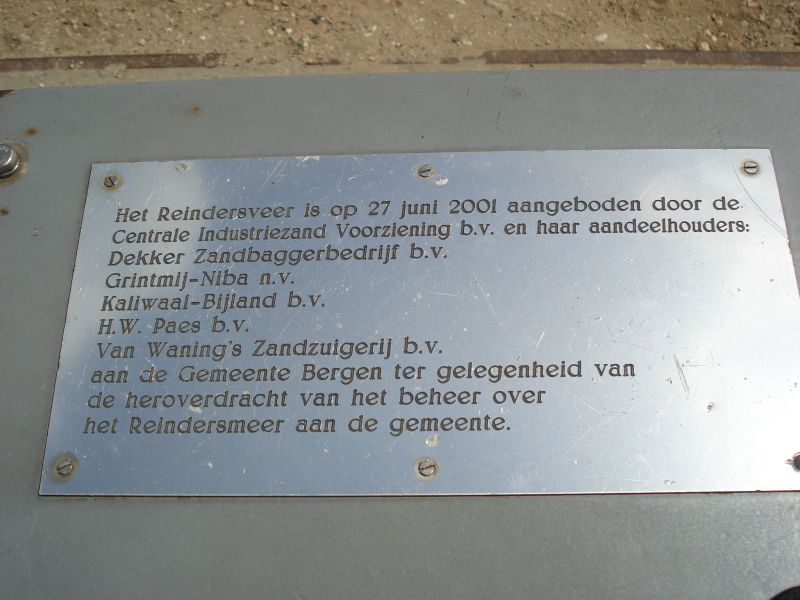 Het Reindersveer is op 27 juni 2001 aangeboden door de
Centrale Industriezand Voorziening b.v. en haar aandeelhouders:
Dekker Zandbaggerbedrijf b.v.
Grintmij-Niba n.v.
Kaliwaal-Bijland b.v.
H.W. Paes b.v.
Van Waning's Zandzuigerij b.v.
aan de Gemeente Bergen ter gelegenheid van
de heroverdracht van het beheer over
het Reindersmeer aan de gemeente.